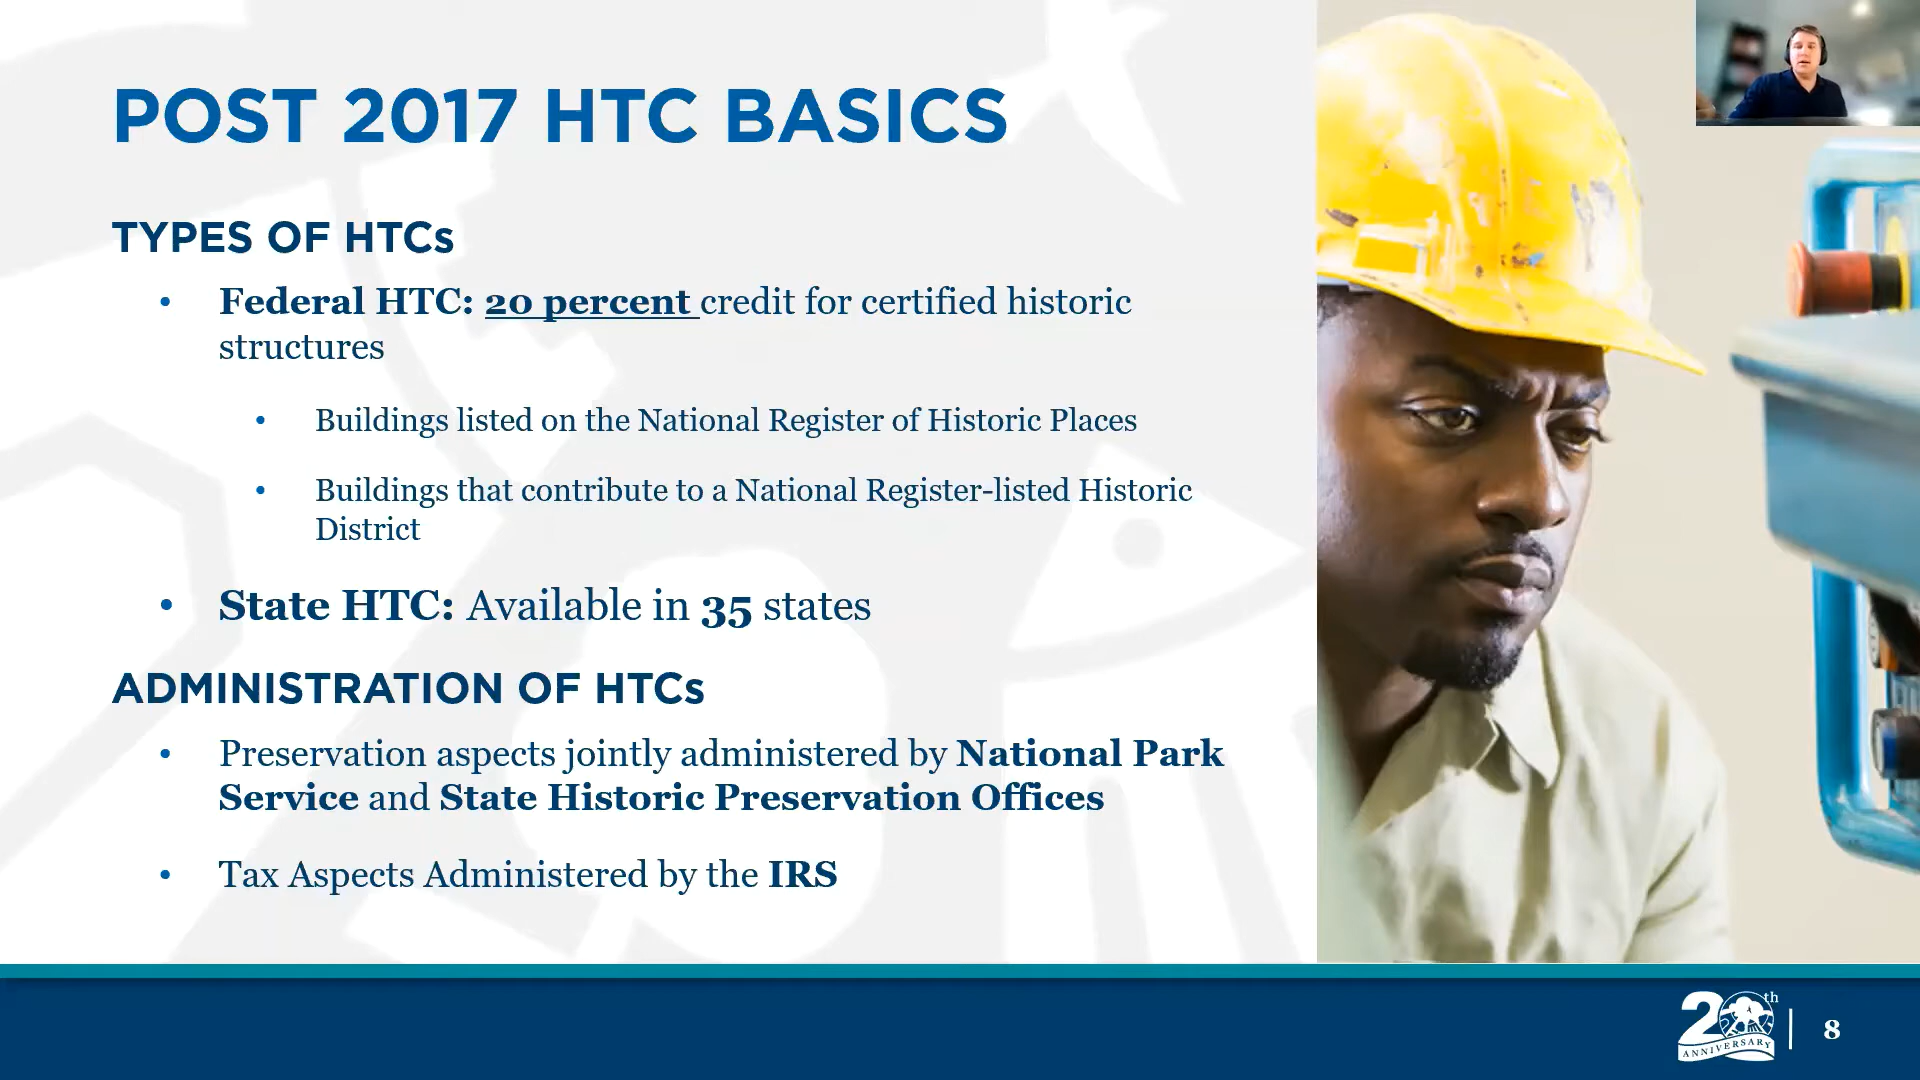 POST 2017 HTC BASICS
TYPES OF HTCs
• Federal HTC: 20 percent credit for certified historic
structures
• Buildings listed on the National Register of Historic Places
• Buildings that contribute to a National Register-listed Historic
District
• State HTC: Available in 35 states
ADMINISTRATION OF HTCs
• Preservation aspects jointly administered by National Park
Service and State Historic Preservation Offices
• Tax Aspects Administered by the IRS
20th
ANNIVERSARY
8